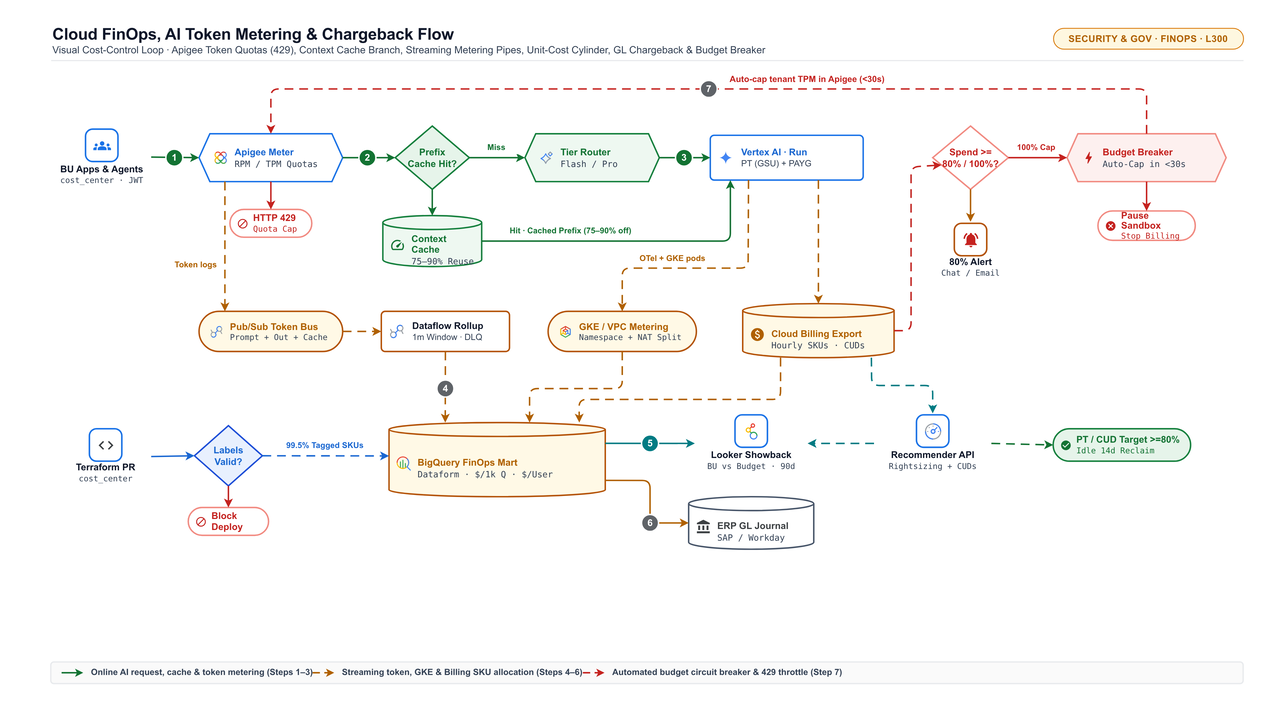 Cloud FinOps, AI Token Metering & Chargeback Flow
Visual Cost-Control Loop · Apigee Token Quotas (429), Context Cache Branch, Streaming Metering Pipes, Unit-Cost Cylinder, GL Chargeback & Budget Breaker
SECURITY & GOV · FINOPS · L300
Auto-cap tenant TPM in Apigee (<30s)
7
BU Apps & Agents
cost_center · JWT
1
Apigee Meter
RPM / TPM Quotas
2
Prefix
Cache Hit?
Miss
Tier Router
Flash / Pro
3
Vertex AI · Run
PT (GSU) + PAYG
Spend >=
80% / 100%?
100% Cap
Budget Breaker
Auto-Cap in <30s
HTTP 429
Quota Cap
Context
Cache
75–90% Reuse
Hit · Cached Prefix (75–90% off)
Pause
Sandbox
Stop Billing
80% Alert
Chat / Email
Token logs
OTel + GKE pods
Pub/Sub Token Bus
Prompt + Out + Cache
Dataflow Rollup
1m Window · DLQ
GKE / VPC Metering
Namespace + NAT Split
Cloud Billing Export
Hourly SKUs · CUDs
4
Terraform PR
cost_center
Labels
Valid?
99.5% Tagged SKUs
BigQuery FinOps Mart
Dataform · $/1k Q · $/User
5
Looker Showback
BU vs Budget · 90d
Recommender API
Rightsizing + CUDs
PT / CUD Target >=80%
Idle 14d Reclaim
Block
Deploy
6
ERP GL Journal
SAP / Workday
Online AI request, cache & token metering (Steps 1–3)
Streaming token, GKE & Billing SKU allocation (Steps 4–6)
Automated budget circuit breaker & 429 throttle (Step 7)